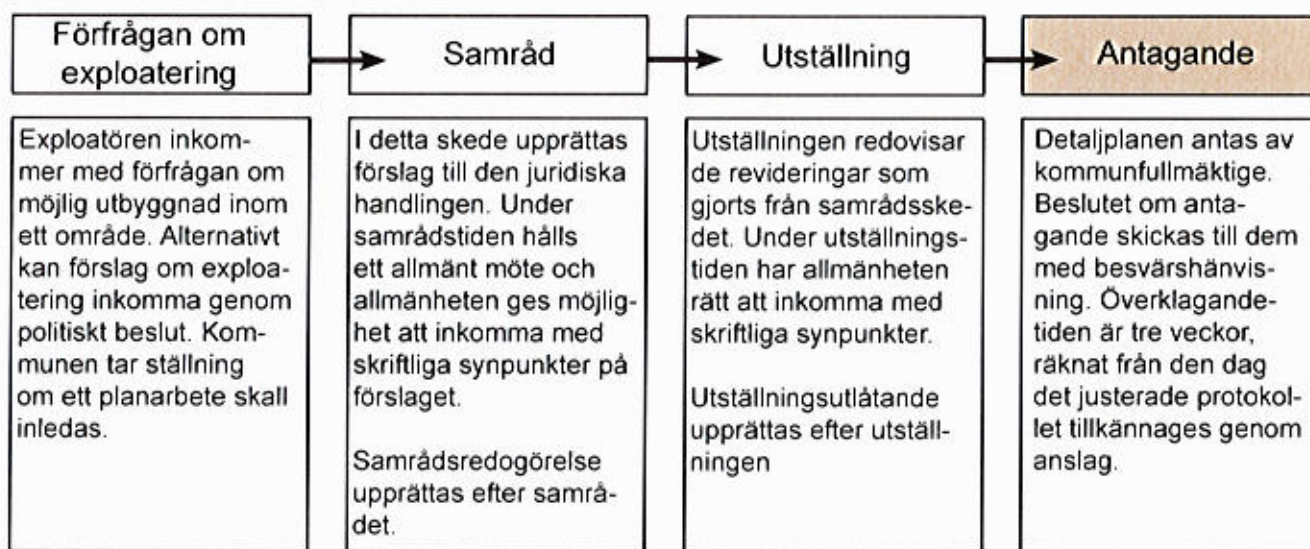 Förfrågan om
exploatering
Samråd
Utställning
Antagande
Exploatören inkom-
mer med förfrågan om
möjlig utbyggnad inom
ett område. Alternativt
kan förslag om exploa-
tering inkomma genom
politiskt beslut. Kom-
munen tar ställning
om ett planarbete skall
inledas.
I detta skede upprättas
förslag till den juridiska
handlingen. Under
samrådstiden hålls
ett allmänt möte och
allmänheten ges möjlig-
het att inkomma med
skriftliga synpunkter på
förslaget.
Samrådsredogörelse
upprättas efter samrå-
det.
Utställningen redovisar
de revideringar som
gjorts från samrådsske-
det. Under utställnings-
tiden har allmänheten
rätt att inkomma med
skriftliga synpunkter.
Utställningsutlåtande
upprättas efter utställ-
ningen
Detaljplanen antas av
kommunfullmäktige.
Beslutet om anta-
gande skickas till dem
med besvärshänvis-
ning. Överklagande-
tiden är tre veckor,
räknat från den dag
det justerade protokol-
let tillkännages genom
anslag.